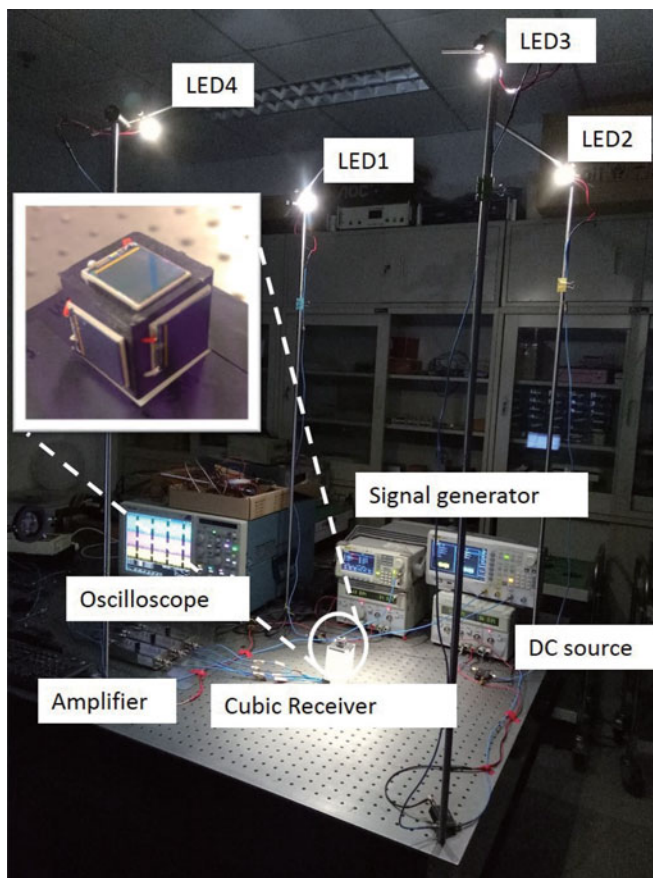 LED3
LED4
LED2
LED1
Signal generator
Oscilloscope
DC source
Amplifier
Cubic Receiver